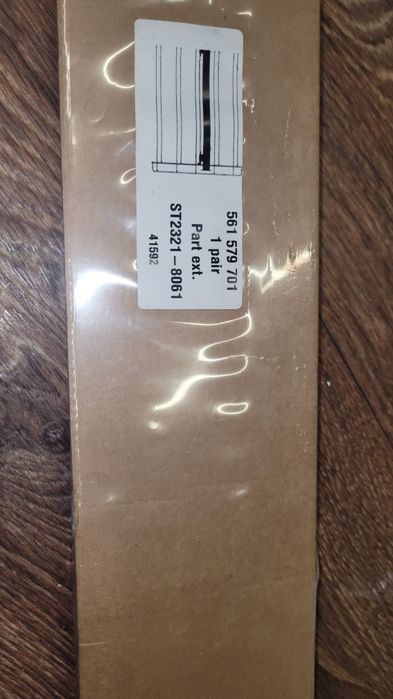 561 579 701
1 pair
Part ext.
ST2321 – 8061
41592